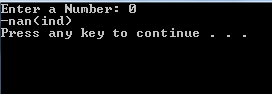 Enter a Number: 0
-nan(ind)
Press any key to continue . . .